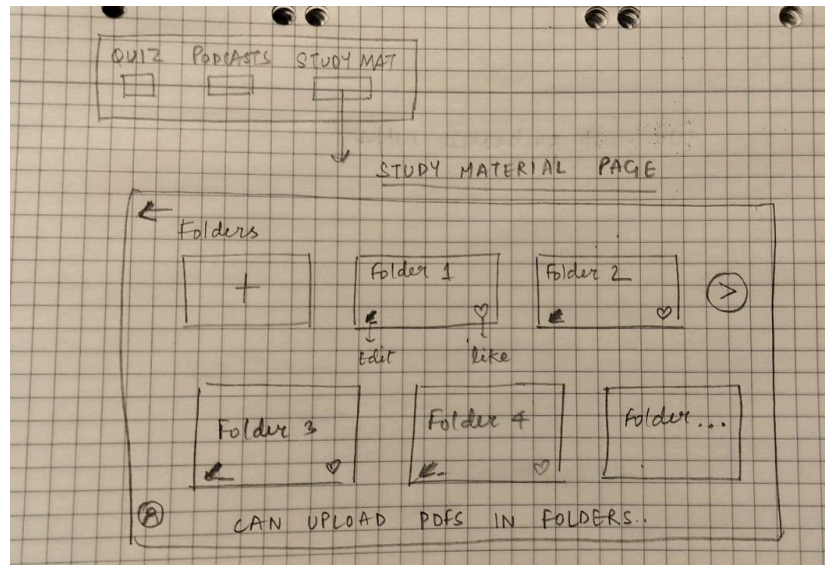 QUIZ PODCASTS STUDY MAT
STUDY MATERIAL PAGE
Folders
+ Folder 1 Folder 2 >
Edit like
Folder 3 Folder 4 Folder...
CAN UPLOAD PDFS IN FOLDERS..